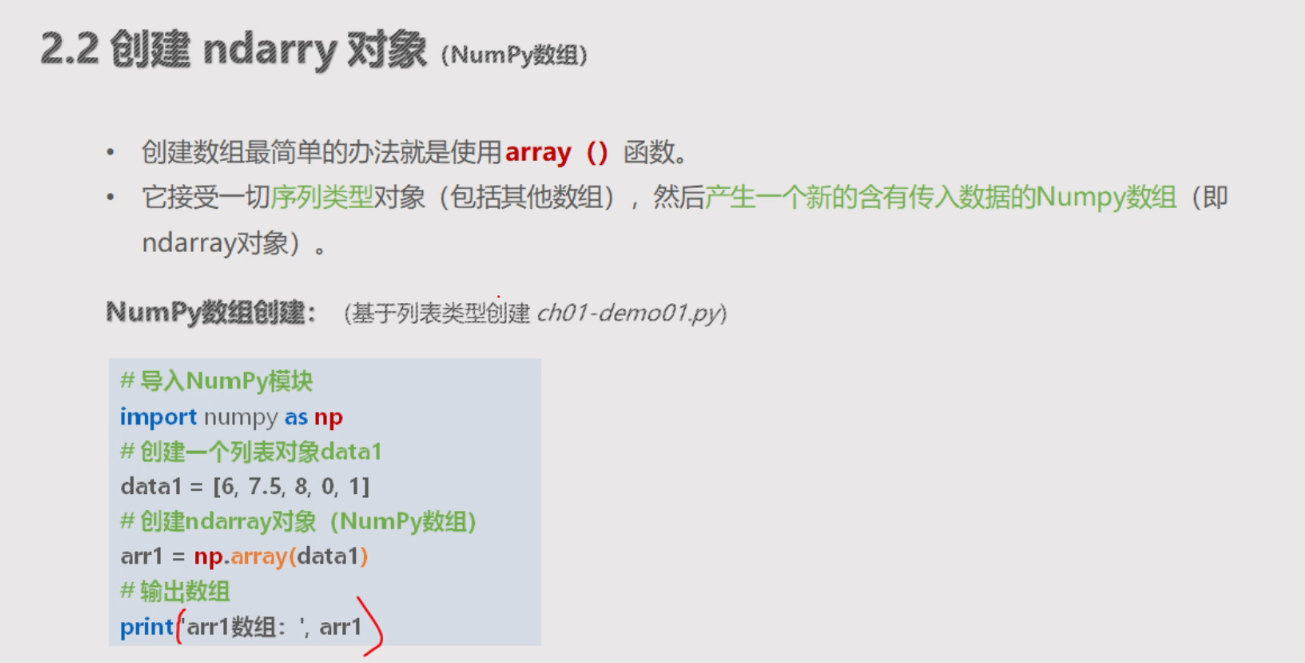 2.2 创建 ndarry 对象 (NumPy数组)
• 创建数组最简单的办法就是使用array（）函数。
• 它接受一切序列类型对象（包括其他数组），然后产生一个新的含有传入数据的Numpy数组（即
ndarray对象）。
NumPy数组创建： (基于列表类型创建 ch01-demo01.py)
# 导入NumPy模块
import numpy as np
# 创建一个列表对象data1
data1 = [6, 7.5, 8, 0, 1]
# 创建ndarray对象（NumPy数组）
arr1 = np.array(data1)
# 输出数组
print('arr1数组：', arr1)